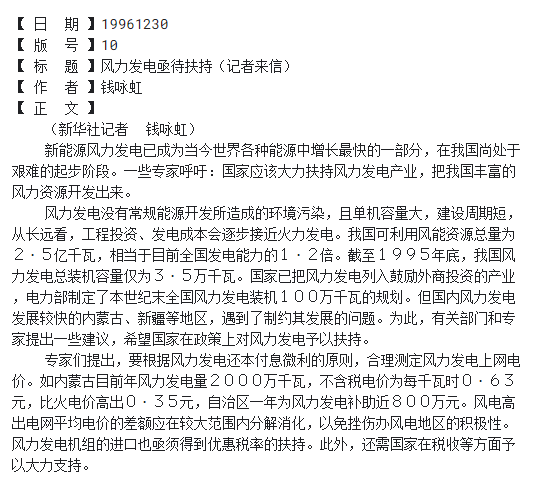 【 日　期 】19961230
【 版　号 】10
【 标　题 】风力发电亟待扶持（记者来信）
【 作　者 】钱咏虹
【 正　文 】
（新华社记者　钱咏虹）
新能源风力发电已成为当今世界各种能源中增长最快的一部分，在我国尚处于
艰难的起步阶段。一些专家呼吁：国家应该大力扶持风力发电产业，把我国丰富的
风力资源开发出来。
风力发电没有常规能源开发所造成的环境污染，且单机容量大，建设周期短，
从长远看，工程投资、发电成本会逐步接近火力发电。我国可利用风能资源总量为
２·５亿千瓦，相当于目前全国发电能力的１·２倍。截至１９９５年底，我国风
力发电总装机容量仅为３·５万千瓦。国家已把风力发电列入鼓励外商投资的产业
，电力部制定了本世纪末全国风力发电装机１００万千瓦的规划。但国内风力发电
发展较快的内蒙古、新疆等地区，遇到了制约其发展的问题。为此，有关部门和专
家提出一些建议，希望国家在政策上对风力发电予以扶持。
专家们提出，要根据风力发电还本付息微利的原则，合理测定风力发电上网电
价。如内蒙古目前年风力发电量２０００万千瓦，不含税电价为每千瓦时０·６３
元，比火电价高出０·３５元，自治区一年为风力发电补助近８００万元。风电高
出电网平均电价的差额应在较大范围内分解消化，以免挫伤办风电地区的积极性。
风力发电机组的进口也亟须得到优惠税率的扶持。此外，还需国家在税收等方面予
以大力支持。